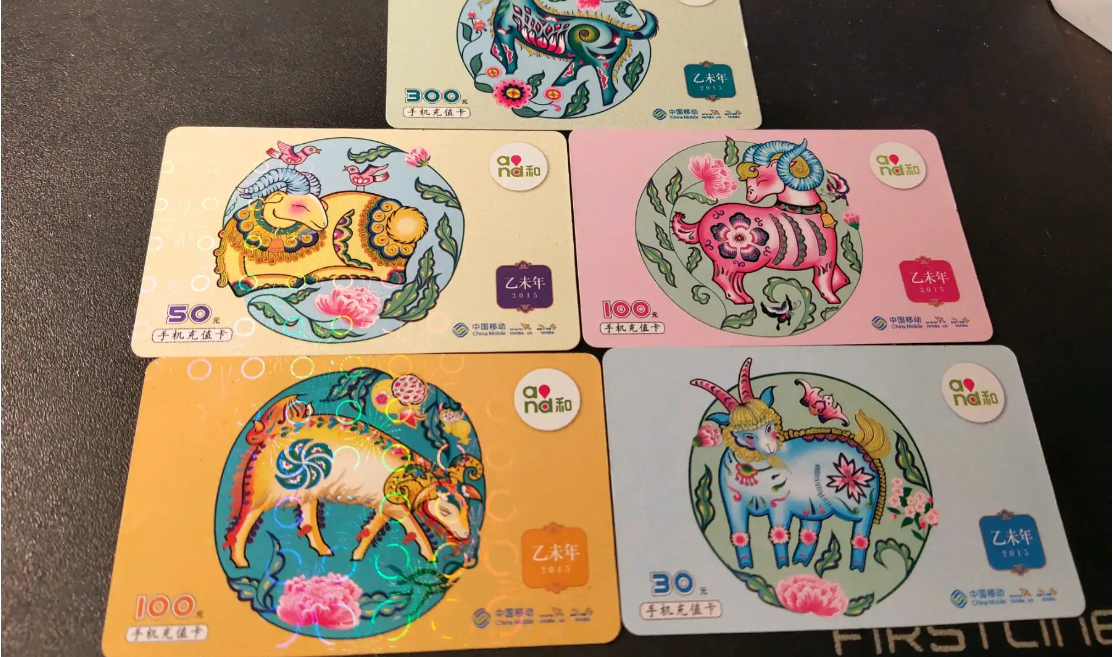 300元
手机充值卡
乙未年
2015
中国移动
China Mobile
50元
手机充值卡
and和
乙未年
2015
中国移动
China Mobile
100元
手机充值卡
and和
乙未年
2015
中国移动
China Mobile
100元
手机充值卡
and和
乙未年
2015
中国移动
30元
手机充值卡
and和
乙未年
2015
中国移动
FIRSTLINE